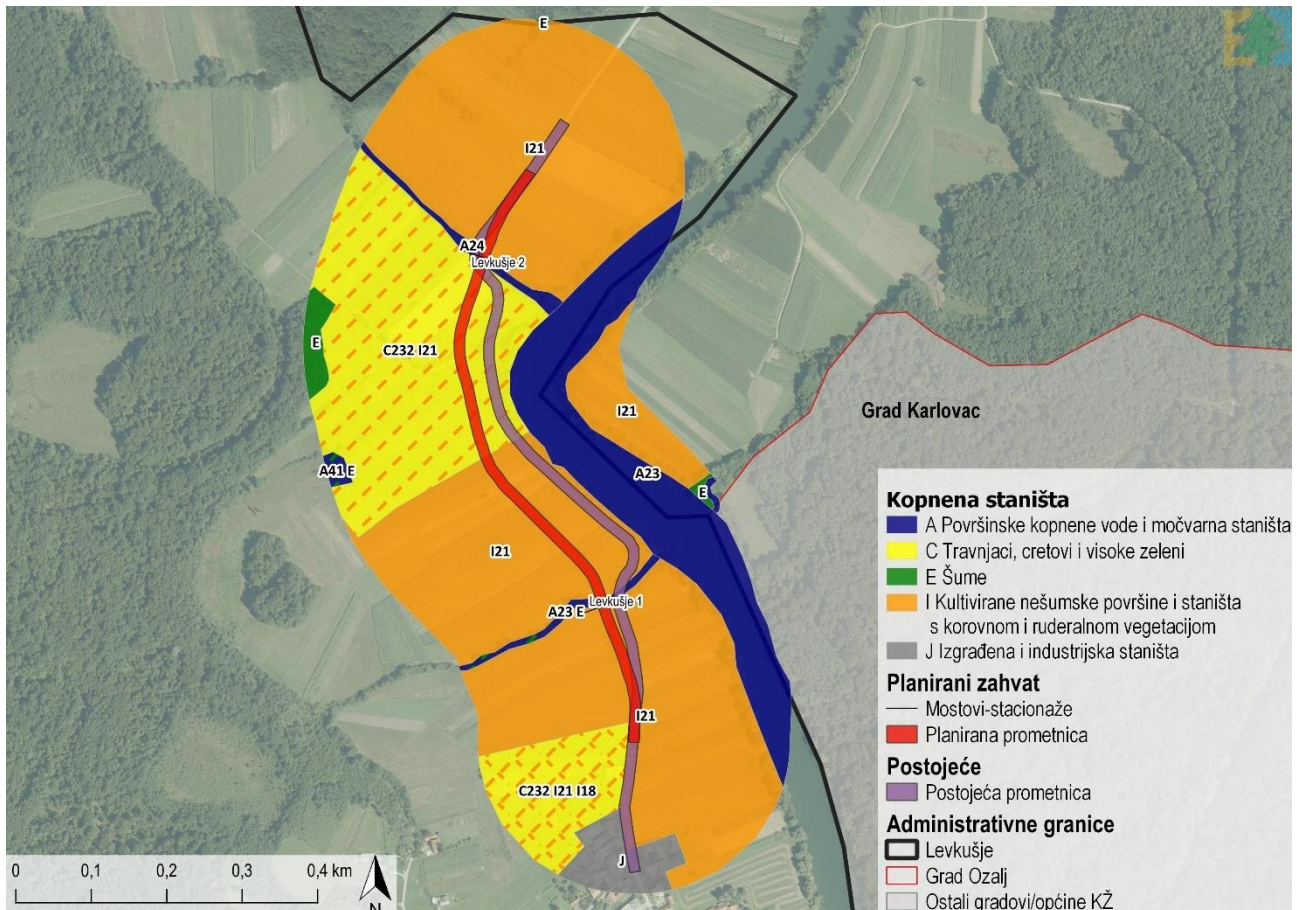 E
I21
A24
Levkušje 2
E
C232 I21
I21
Grad Karlovac
A41 E
A23
E
I21
A23 E
Levkušje 1
I21
C232 I21 I18
J
0 0,1 0,2 0,3 0,4 km
N
Kopnena staništa
A Površinske kopnene vode i močvarna staništa
C Travnjaci, cretovi i visoke zeleni
E Šume
I Kultivirane nešumske površine i staništa
s korovnom i ruderalnom vegetacijom
J Izgrađena i industrijska staništa
Planirani zahvat
Mostovi-stacionaže
Planirana prometnica
Postojeće
Postojeća prometnica
Administrativne granice
Levkušje
Grad Ozalj
Ostali gradovi/općine KŽ